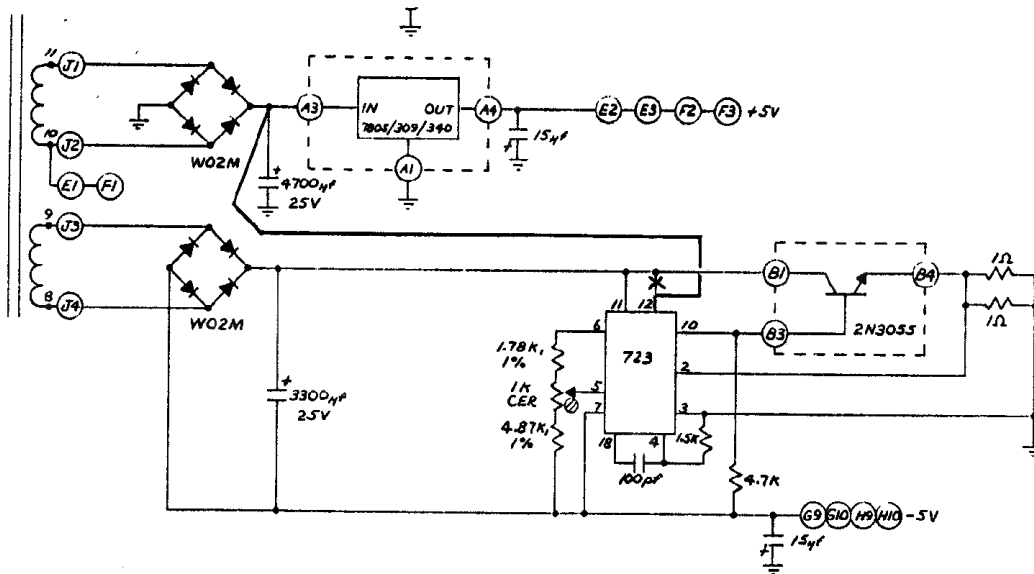 11 J1
10 J2
E1 F1
9 J3
8 J4
W02M
W02M
A3
IN OUT
7805/309/340
A4
A1
+
4700µf
25V
+
15µf
E2 E3 F2 F3 +5V
+
3300µf
25V
1.78K,
1%
1K
CER
4.87K,
1%
11 12
6 10
723
5 2
7 3
18 4
100pf
1.5K
4.7K
B1
B3
B4
2N3055
1Ω
1Ω
G9 G10 H9 H10 -5V
+
15µf